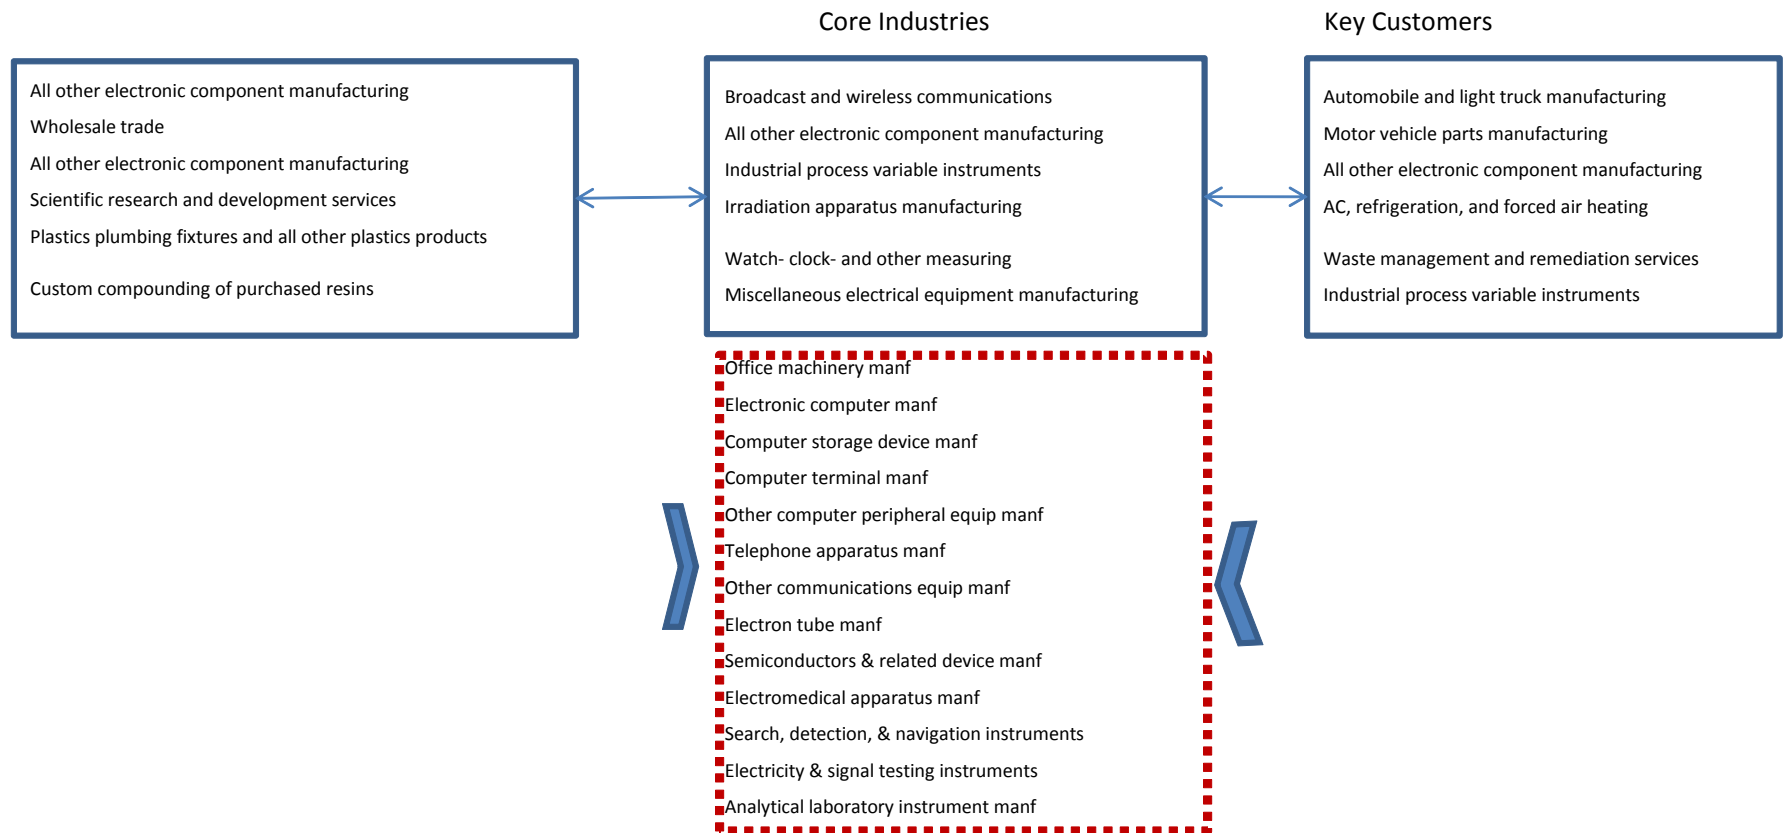 Core Industries
Key Customers
All other electronic component manufacturing
Wholesale trade
All other electronic component manufacturing
Scientific research and development services
Plastics plumbing fixtures and all other plastics products
Custom compounding of purchased resins
Broadcast and wireless communications
All other electronic component manufacturing
Industrial process variable instruments
Irradiation apparatus manufacturing
Watch- clock- and other measuring
Miscellaneous electrical equipment manufacturing
Automobile and light truck manufacturing
Motor vehicle parts manufacturing
All other electronic component manufacturing
AC, refrigeration, and forced air heating
Waste management and remediation services
Industrial process variable instruments
Office machinery manf
Electronic computer manf
Computer storage device manf
Computer terminal manf
Other computer peripheral equip manf
Telephone apparatus manf
Other communications equip manf
Electron tube manf
Semiconductors & related device manf
Electromedical apparatus manf
Search, detection, & navigation instruments
Electricity & signal testing instruments
Analytical laboratory instrument manf